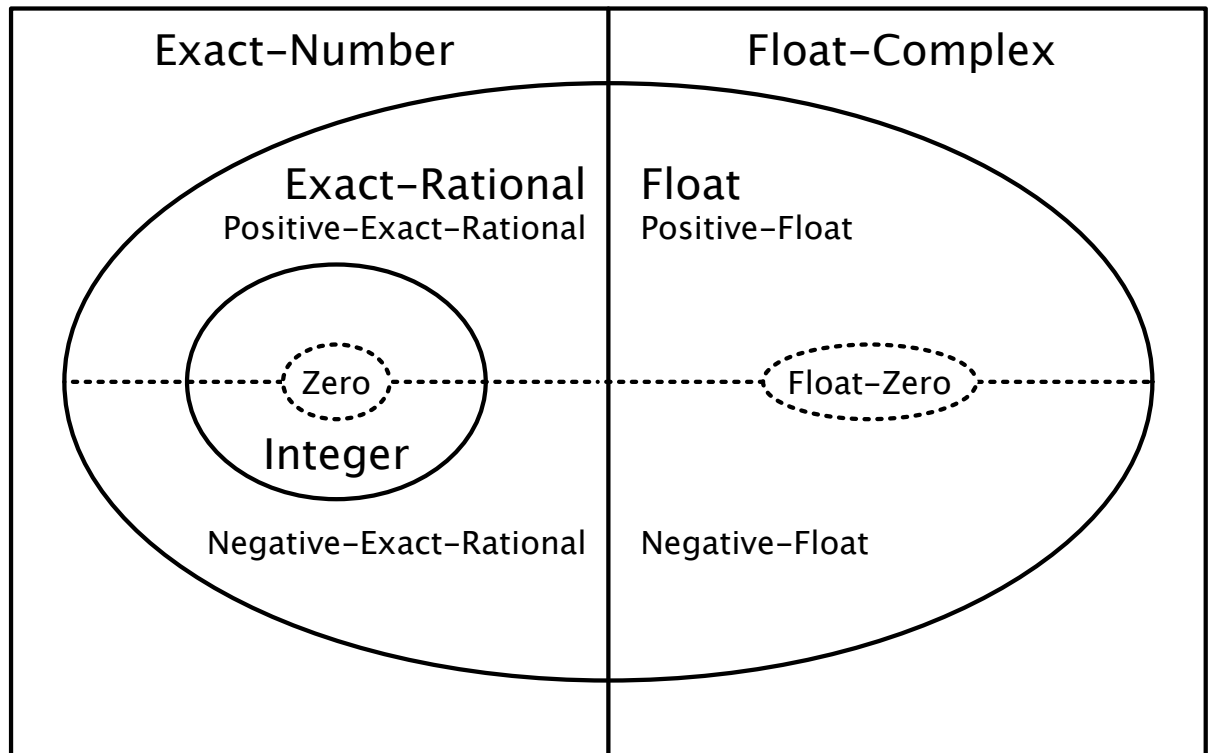 Exact–Number
Float–Complex
Exact–Rational
Float
Positive–Exact–Rational
Positive–Float
Zero
Float–Zero
Integer
Negative–Exact–Rational
Negative–Float